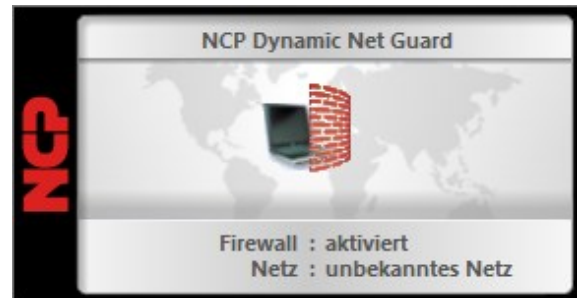 NCP Dynamic Net Guard
NCP
Firewall : aktiviert
Netz : unbekanntes Netz